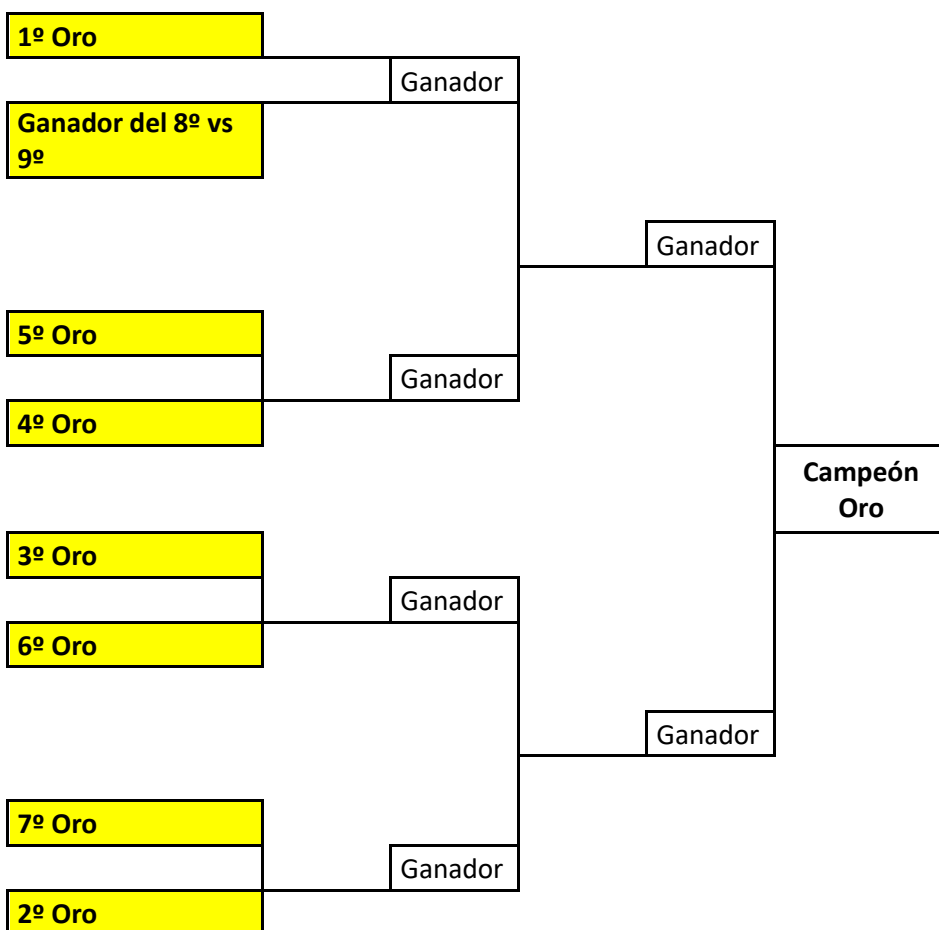 1º Oro
Ganador
Ganador del 8º vs
9º
Ganador
5º Oro
Ganador
4º Oro
Campeón
Oro
3º Oro
Ganador
6º Oro
Ganador
7º Oro
Ganador
2º Oro